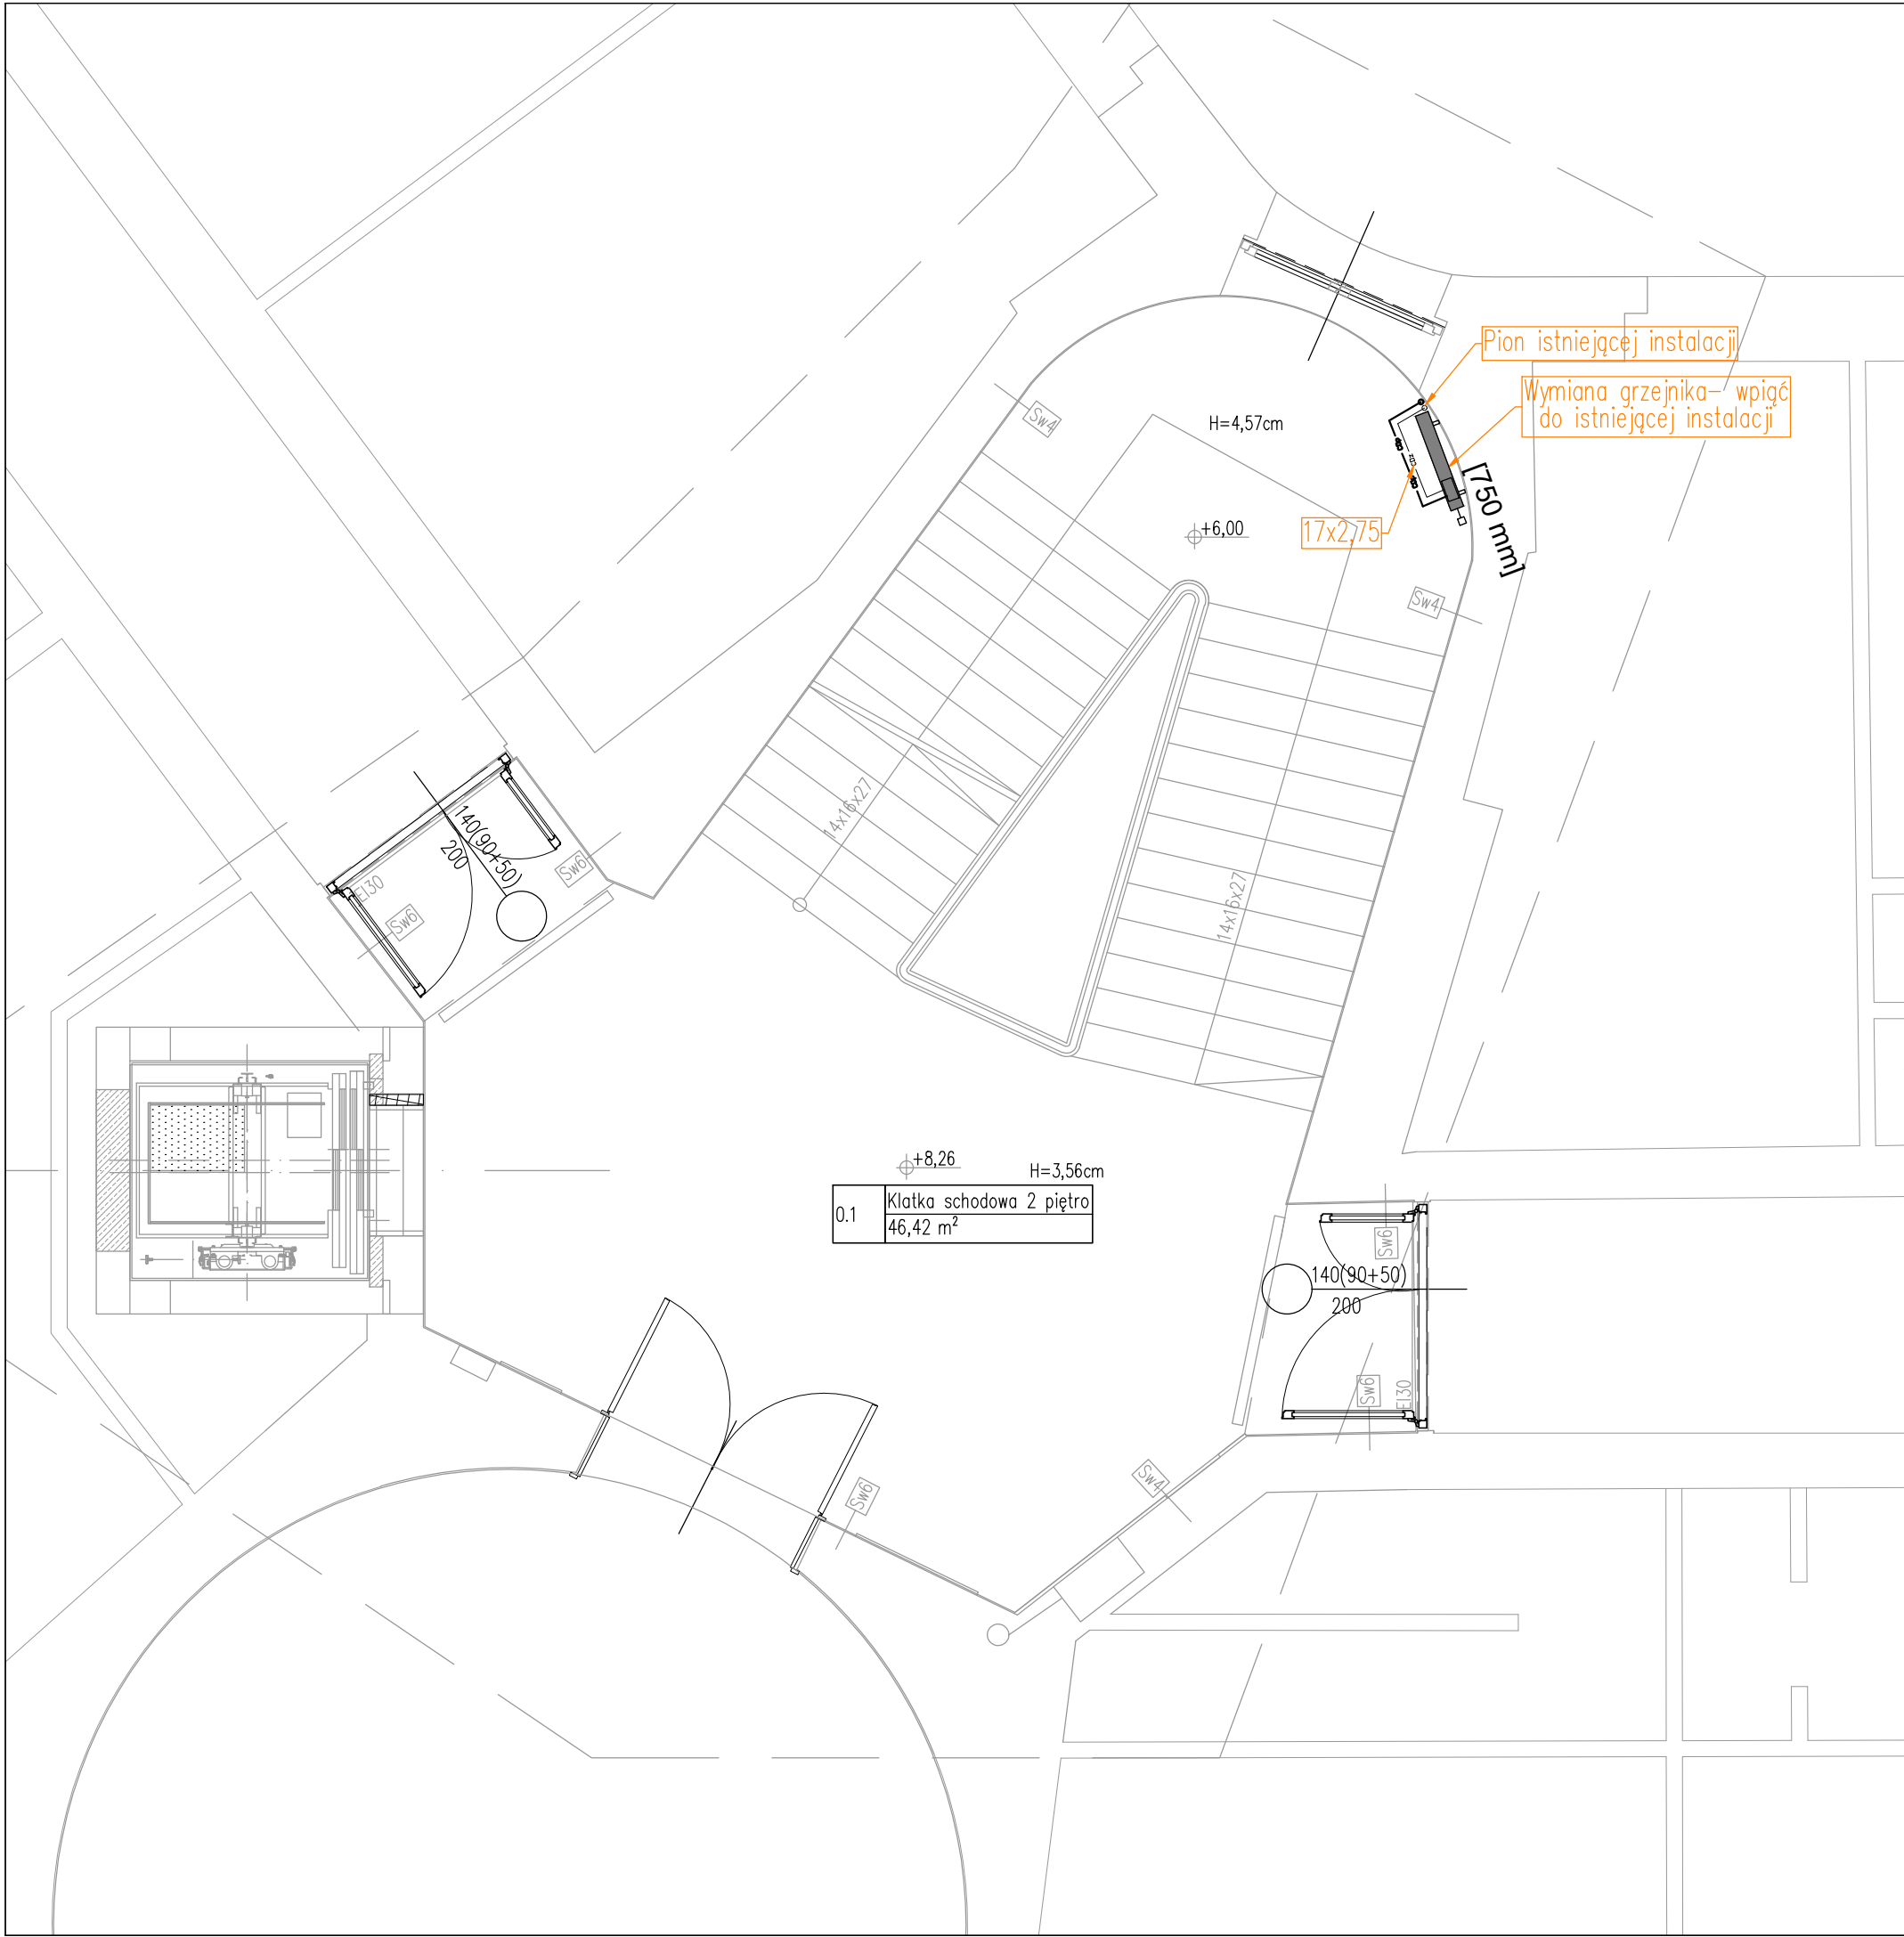 Pion istniejącej instalacji
Wymiana grzejnika- wpiąć
do istniejącej instalacji
Sw4
H=4,57cm
[750 mm]
+6,00
17x2,75
Sw4
14x16x27
140(90+50)
200
Sw6
EI30
Sw6
14x16x27
+8,26
H=3,56cm
0.1
Klatka schodowa 2 piętro
46,42 m²
Sw6
140(90+50)
200
Sw6
EI30
Sw4
Sw6